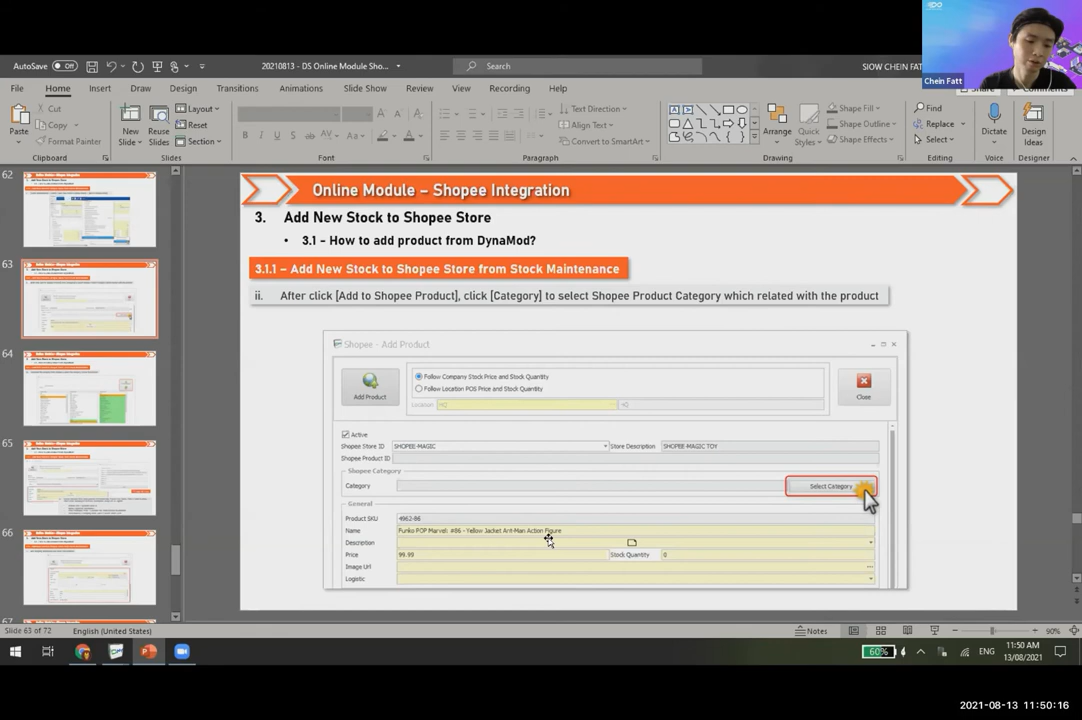 AutoSave
Off
20210813 - DS Online Module Sho...
Search
SIOW CHEIN FAT
Chein Fatt
File
Home
Insert
Draw
Design
Transitions
Animations
Slide Show
Review
View
Recording
Help
Share
Comments
Paste
Cut
Copy
Format Painter
Clipboard
New
Slide
Reuse
Slides
Layout
Reset
Section
Slides
Font
Text Direction
Align Text
Convert to SmartArt
Paragraph
Arrange
Quick
Styles
Shape Fill
Shape Outline
Shape Effects
Drawing
Find
Replace
Select
Editing
Dictate
Voice
Design
Ideas
Designer
62
63
64
65
66
67
Online Module – Shopee Integration
3. Add New Stock to Shopee Store
• 3.1 - How to add product from DynaMod?
3.1.1 – Add New Stock to Shopee Store from Stock Maintenance
ii. After click [Add to Shopee Product], click [Category] to select Shopee Product Category which related with the product
Shopee - Add Product
Add Product
Follow Company Stock Price and Stock Quantity
Follow Location POS Price and Stock Quantity
Location
Close
Active
Shopee Store ID
SHOPEE-MAGIC
Store Description
SHOPEE-MAGIC TOY
Shopee Product ID
Shopee Category
Category
Select Category
General
Product SKU
4962-86
Name
Funko POP Marvel: #86 - Yellow Jacket Ant-Man Action Figure
Description
Price
99.99
Stock Quantity
0
Image Url
Logistic
Slide 63 of 72
English (United States)
Notes
90%
60%
ENG
11:50 AM
13/08/2021
2021-08-13 11:50:16